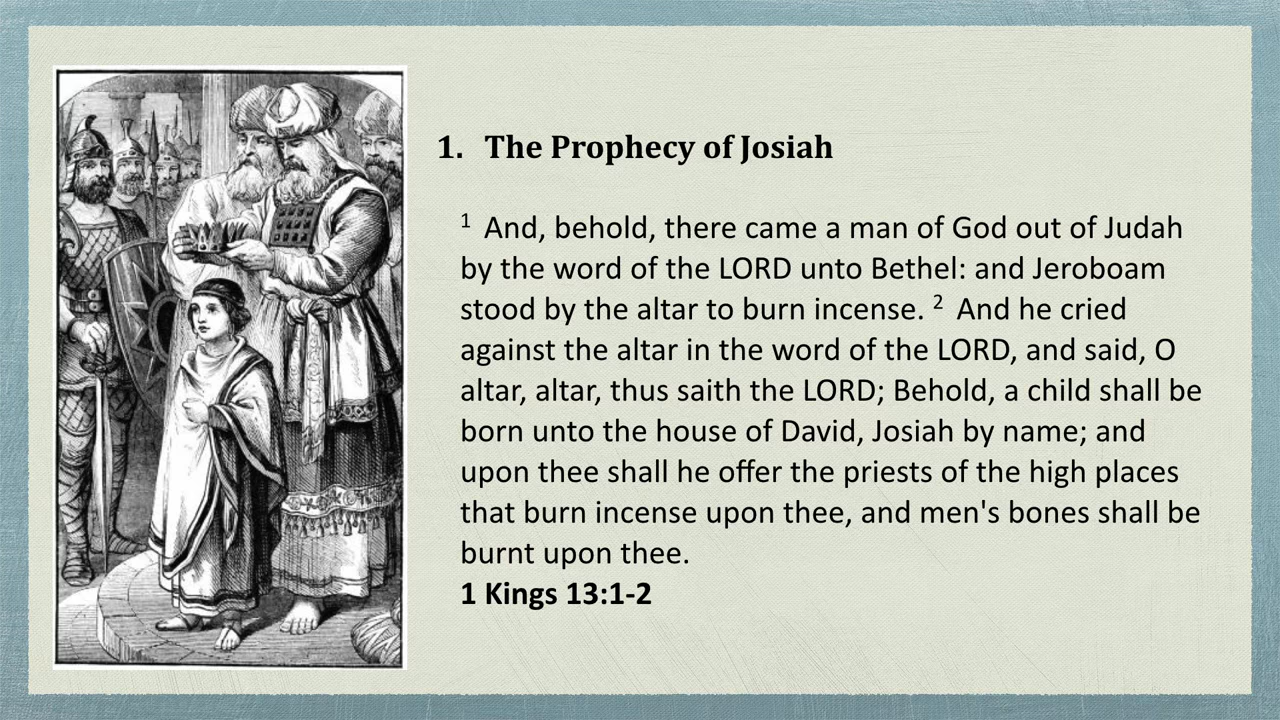 1. The Prophecy of Josiah
1 And, behold, there came a man of God out of Judah
by the word of the LORD unto Bethel: and Jeroboam
stood by the altar to burn incense. 2 And he cried
against the altar in the word of the LORD, and said, O
altar, altar, thus saith the LORD; Behold, a child shall be
born unto the house of David, Josiah by name; and
upon thee shall he offer the priests of the high places
that burn incense upon thee, and men's bones shall be
burnt upon thee.
1 Kings 13:1-2